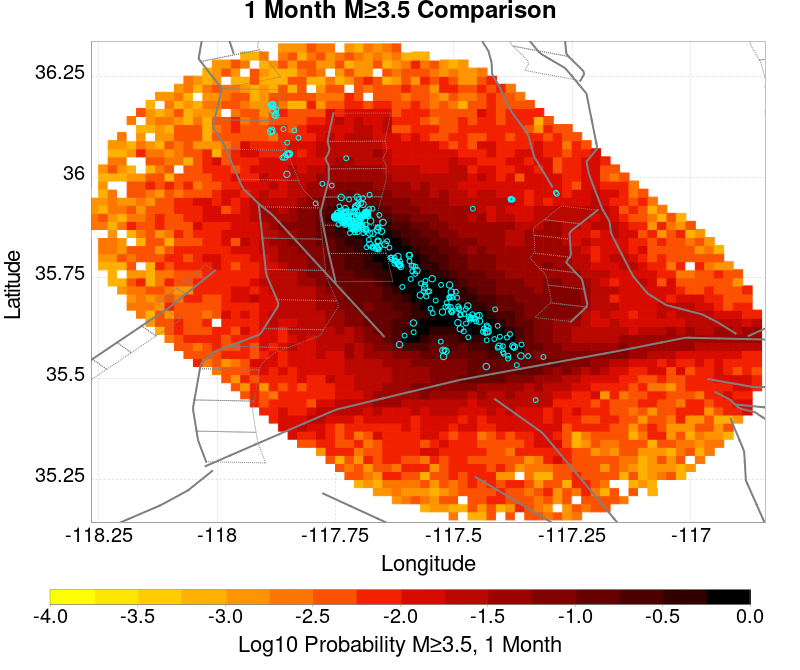 1 Month M≥3.5 Comparison
36.25
36
35.75
35.5
35.25
Latitude
-118.25 -118 -117.75 -117.5 -117.25 -117
Longitude
-4.0 -3.5 -3.0 -2.5 -2.0 -1.5 -1.0 -0.5 0.0
Log10 Probability M≥3.5, 1 Month